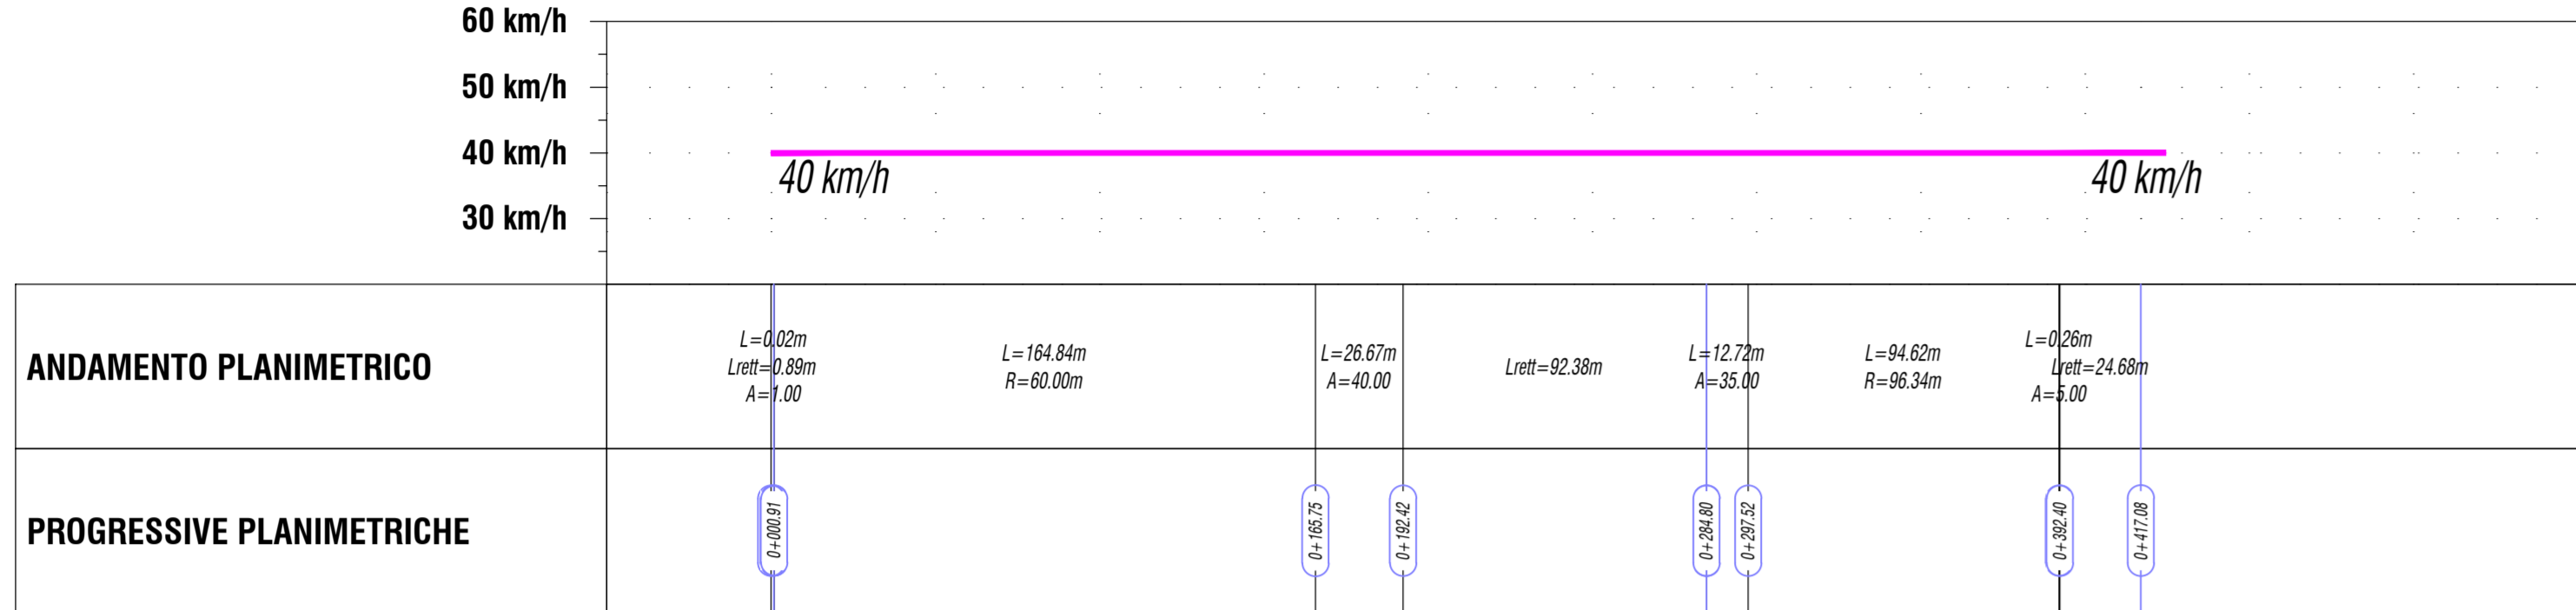 60 km/h
50 km/h
40 km/h
30 km/h
40 km/h
40 km/h
ANDAMENTO PLANIMETRICO
L=0.02m
Lrett=0.89m
A=1.00
L=164.84m
R=60.00m
L=26.67m
A=40.00
Lrett=92.38m
L=12.72m
A=35.00
L=94.62m
R=96.34m
L=0.26m
Lrett=24.68m
A=5.00
PROGRESSIVE PLANIMETRICHE
0+000.91
0+165.75
0+192.42
0+284.80
0+297.52
0+392.40
0+417.08